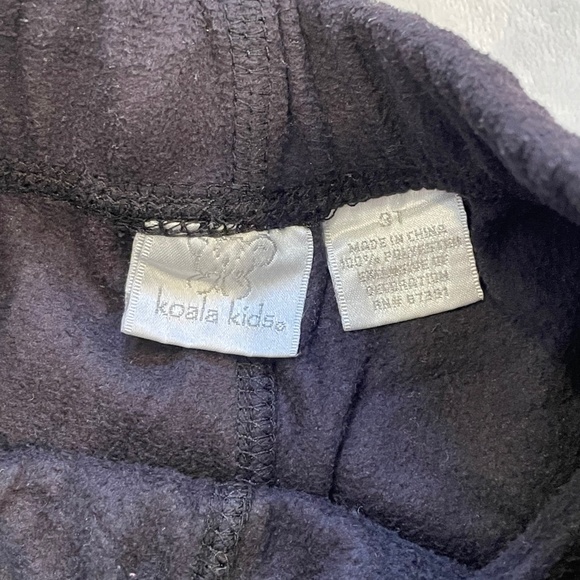 koala kids®
3T
MADE IN CHINA
100% POLYESTER
EXCLUSIVE OF
DECORATION
RN# 67391